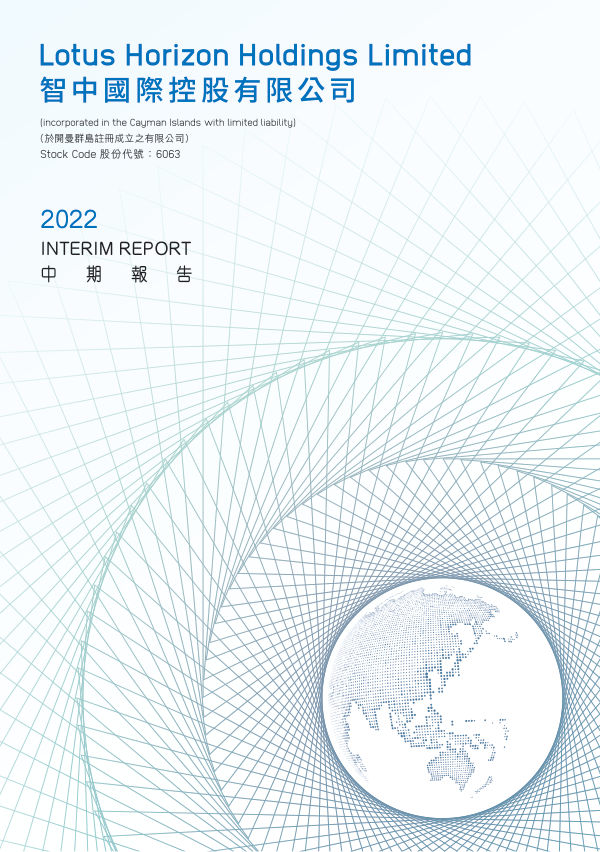 Lotus Horizon Holdings Limited
智中國際控股有限公司
(incorporated in the Cayman Islands with limited liability)
(於開曼群島註冊成立之有限公司)
Stock Code 股份代號：6063
2022
INTERIM REPORT
中期報告